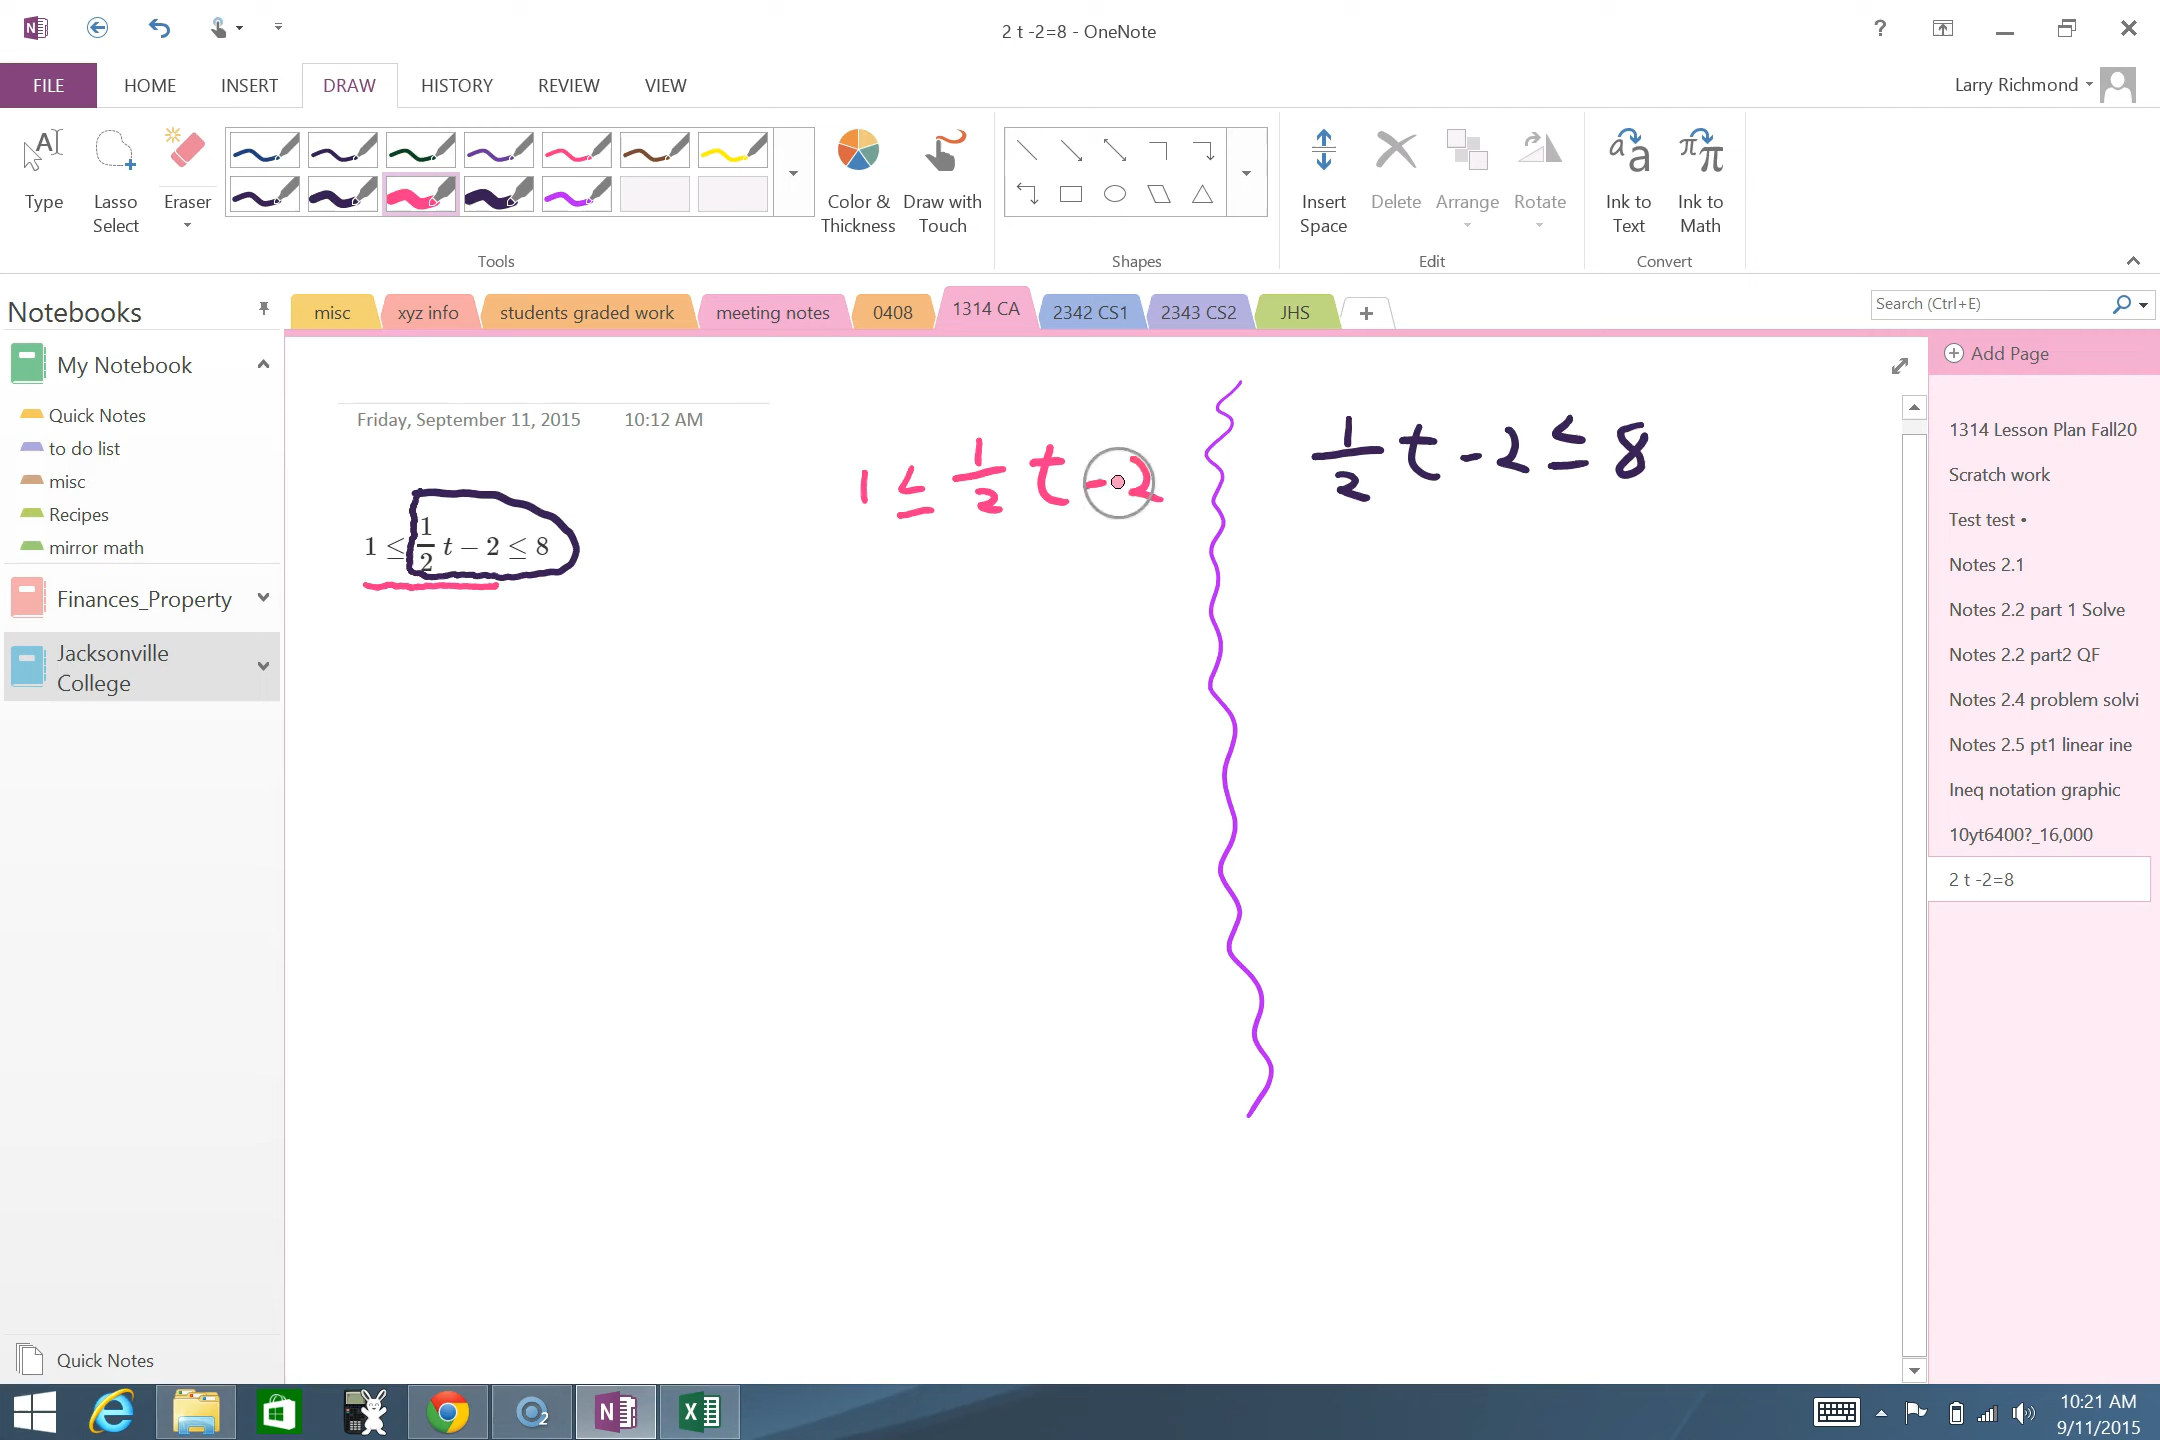 2 t -2=8 - OneNote
FILE HOME INSERT DRAW HISTORY REVIEW VIEW Larry Richmond
Type Lasso Select Eraser Color & Thickness Draw with Touch Insert Space Delete Arrange Rotate Ink to Text Ink to Math
Tools Shapes Edit Convert
Notebooks
misc xyz info students graded work meeting notes 0408 1314 CA 2342 CS1 2343 CS2 JHS
Search (Ctrl+E)
My Notebook
Quick Notes
to do list
misc
Recipes
mirror math
Finances_Property
Jacksonville
College
Quick Notes
Friday, September 11, 2015 10:12 AM
1 ≤ 1/2 t − 2 ≤ 8
1 ≤ 1/2 t - 2
1/2 t - 2 ≤ 8
Add Page
1314 Lesson Plan Fall20
Scratch work
Test test •
Notes 2.1
Notes 2.2 part 1 Solve
Notes 2.2 part2 QF
Notes 2.4 problem solvi
Notes 2.5 pt1 linear ine
Ineq notation graphic
10yt6400?_16,000
2 t -2=8
10:21 AM
9/11/2015